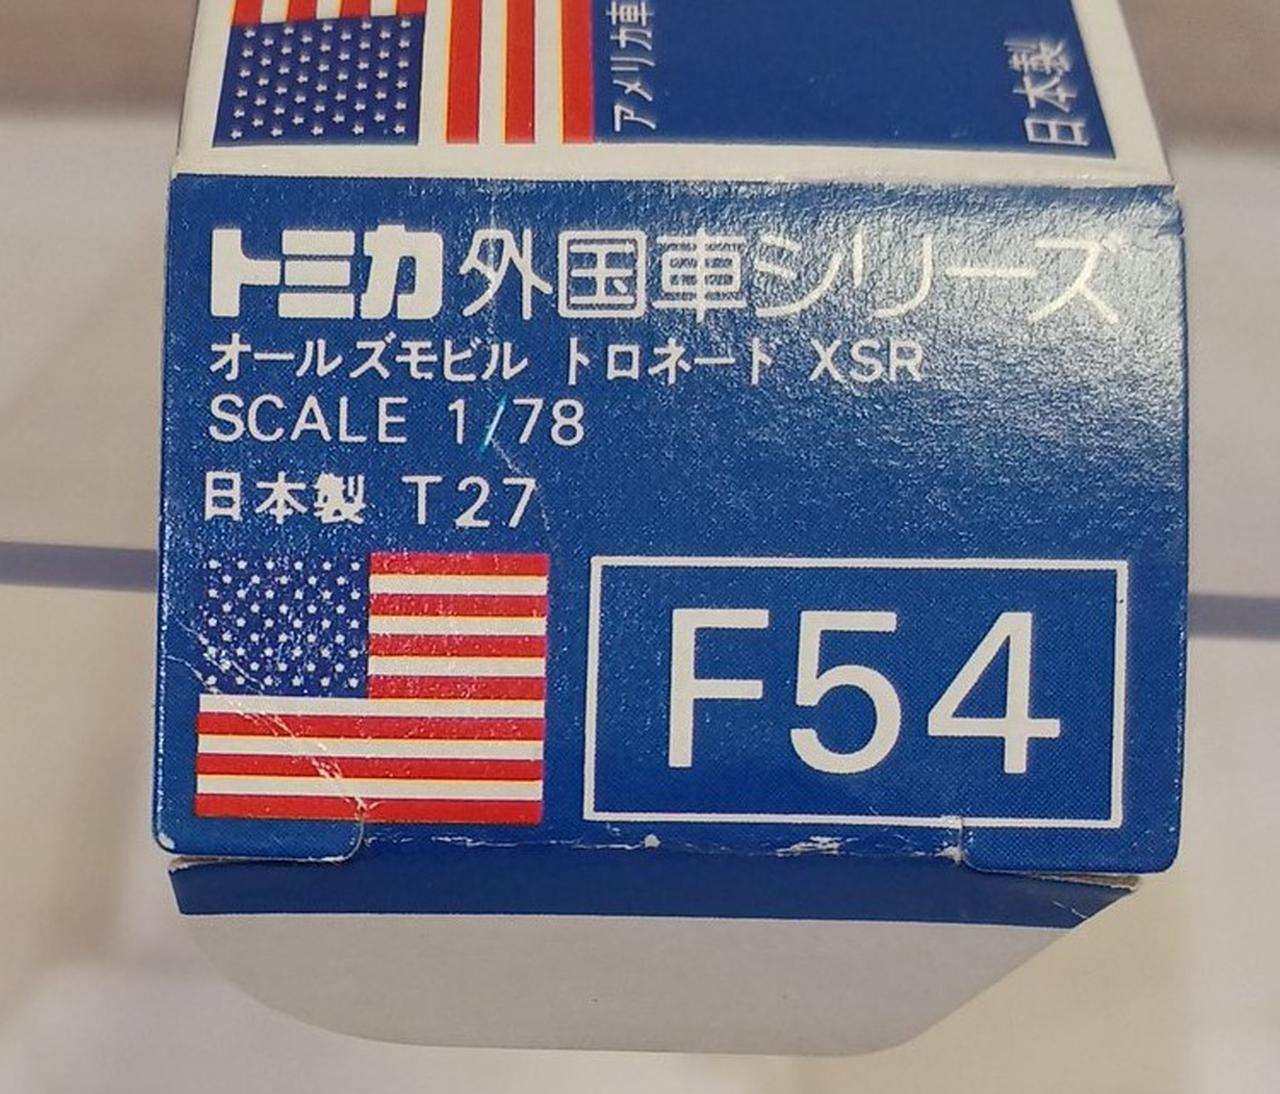 アメリカ車
日本製
トミカ外国車シリーズ
オールズモビル トロネード XSR
SCALE 1/78
日本製 T27
F54